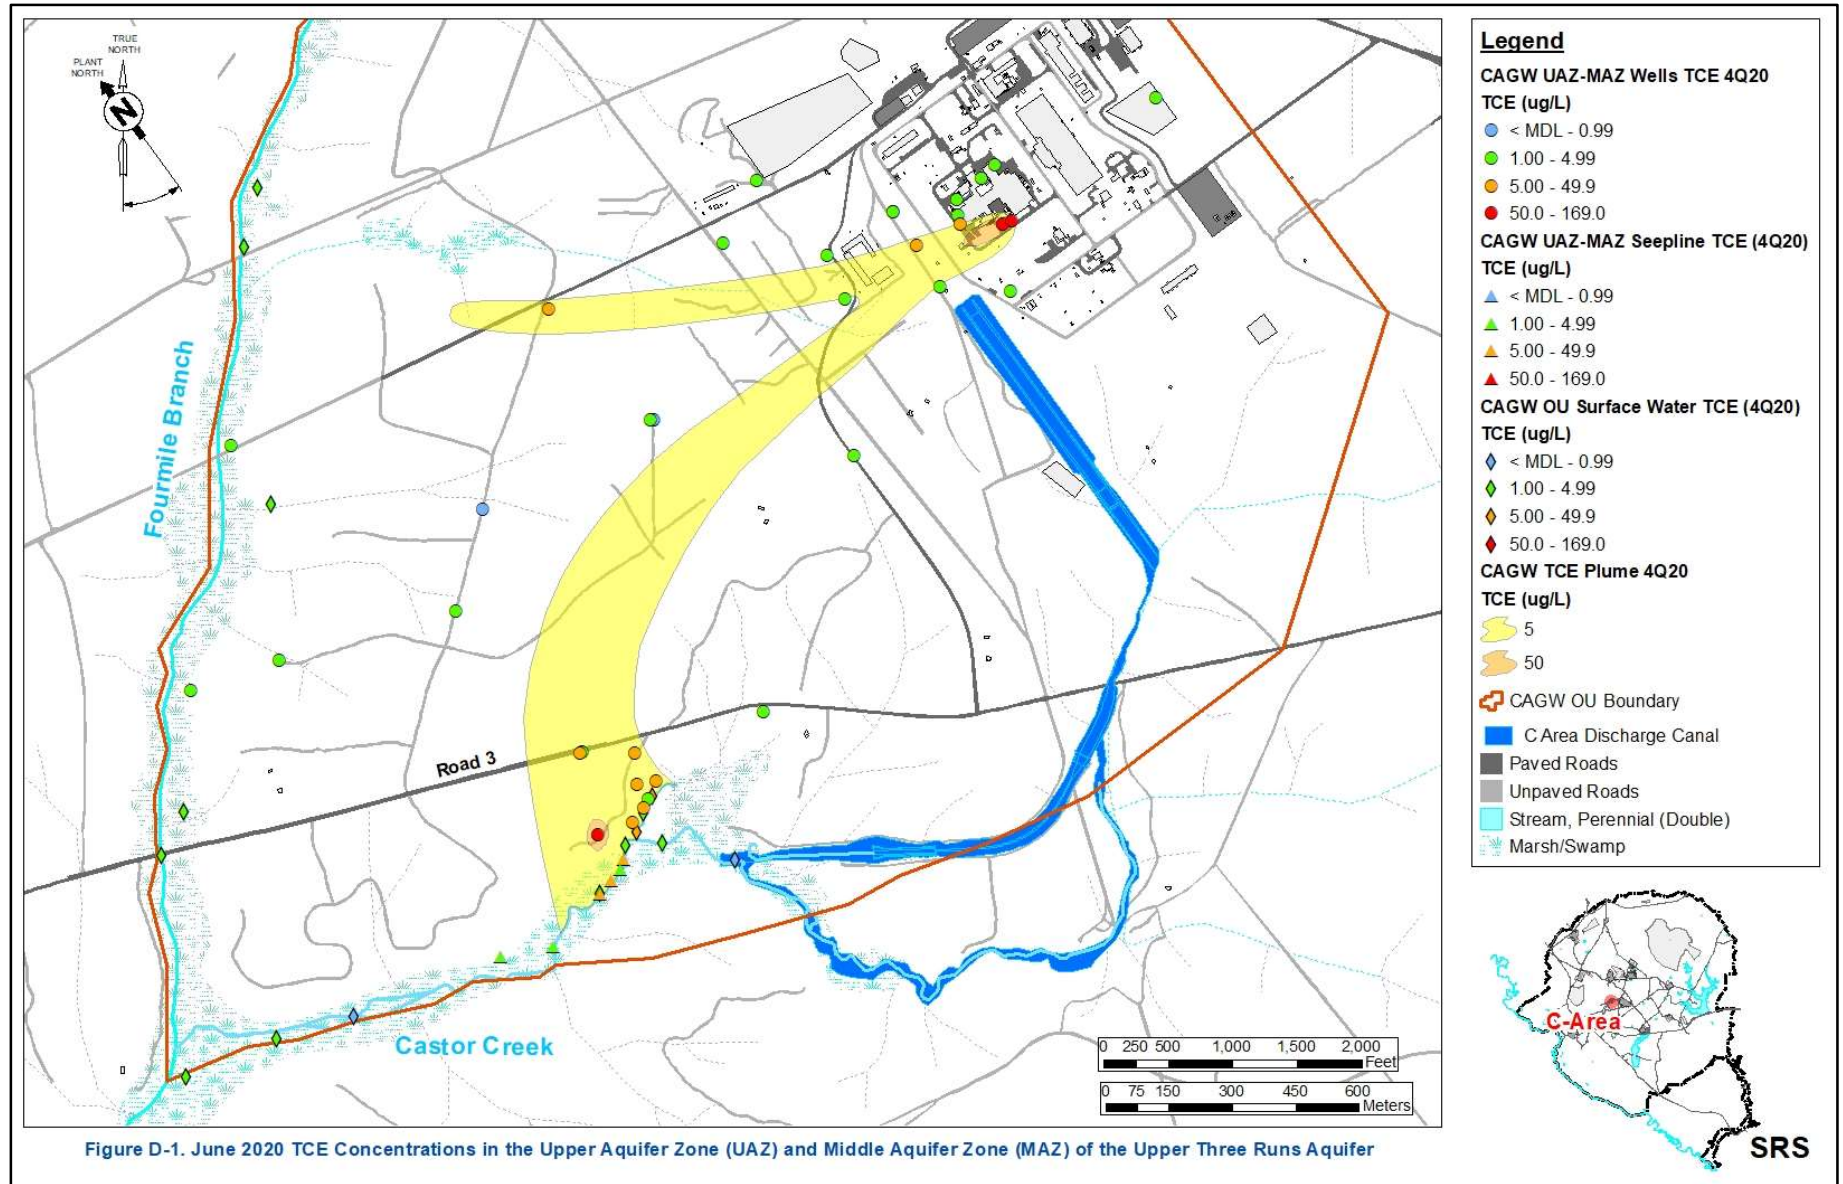 TRUE
NORTH
PLANT
NORTH
N
Fourmile Branch
Road 3
Castor Creek
0 250 500 1,000 1,500 2,000
Feet
0 75 150 300 450 600
Meters
Figure D-1. June 2020 TCE Concentrations in the Upper Aquifer Zone (UAZ) and Middle Aquifer Zone (MAZ) of the Upper Three Runs Aquifer
Legend
CAGW UAZ-MAZ Wells TCE 4Q20
TCE (ug/L)
< MDL - 0.99
1.00 - 4.99
5.00 - 49.9
50.0 - 169.0
CAGW UAZ-MAZ Seepline TCE (4Q20)
TCE (ug/L)
< MDL - 0.99
1.00 - 4.99
5.00 - 49.9
50.0 - 169.0
CAGW OU Surface Water TCE (4Q20)
TCE (ug/L)
< MDL - 0.99
1.00 - 4.99
5.00 - 49.9
50.0 - 169.0
CAGW TCE Plume 4Q20
TCE (ug/L)
5
50
CAGW OU Boundary
C Area Discharge Canal
Paved Roads
Unpaved Roads
Stream, Perennial (Double)
Marsh/Swamp
C-Area
SRS